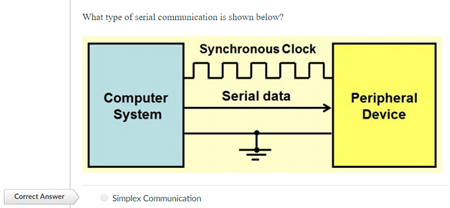 What type of serial communication is shown below?
Synchronous Clock
Computer
System
Serial data
Peripheral
Device
Correct Answer
Simplex Communication